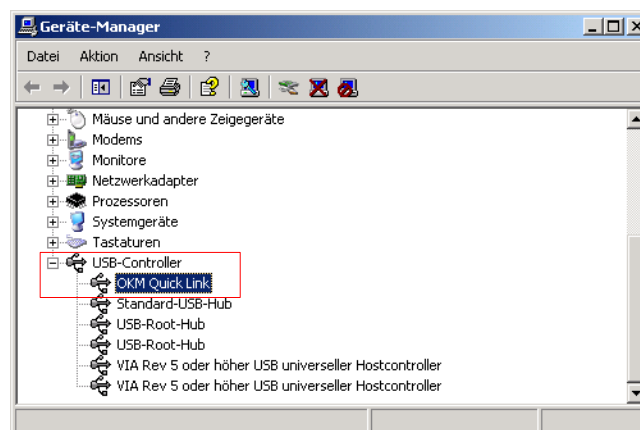 Geräte-Manager
Datei Aktion Ansicht ?
Mäuse und andere Zeigegeräte
Modems
Monitore
Netzwerkadapter
Prozessoren
Systemgeräte
Tastaturen
USB-Controller
OKM Quick Link
Standard-USB-Hub
USB-Root-Hub
USB-Root-Hub
VIA Rev 5 oder höher USB universeller Hostcontroller
VIA Rev 5 oder höher USB universeller Hostcontroller